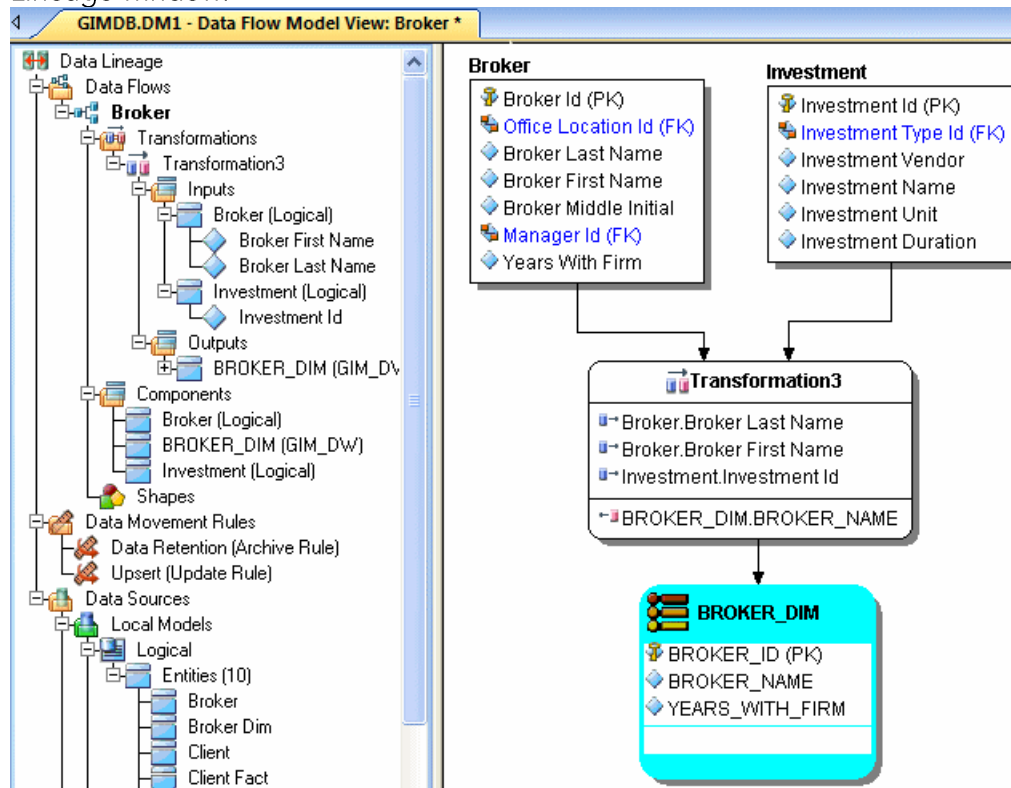 Lineage window.
GIMDB.DM1 - Data Flow Model View: Broker *
Data Lineage
Data Flows
Broker
Transformations
Transformation3
Inputs
Broker (Logical)
Broker First Name
Broker Last Name
Investment (Logical)
Investment Id
Outputs
BROKER_DIM (GIM_DW
Components
Broker (Logical)
BROKER_DIM (GIM_DW)
Investment (Logical)
Shapes
Data Movement Rules
Data Retention (Archive Rule)
Upsert (Update Rule)
Data Sources
Local Models
Logical
Entities (10)
Broker
Broker Dim
Client
Client Fact
Broker
Broker Id (PK)
Office Location Id (FK)
Broker Last Name
Broker First Name
Broker Middle Initial
Manager Id (FK)
Years With Firm
Investment
Investment Id (PK)
Investment Type Id (FK)
Investment Vendor
Investment Name
Investment Unit
Investment Duration
Transformation3
Broker.Broker Last Name
Broker.Broker First Name
Investment.Investment Id
BROKER_DIM.BROKER_NAME
BROKER_DIM
BROKER_ID (PK)
BROKER_NAME
YEARS_WITH_FIRM